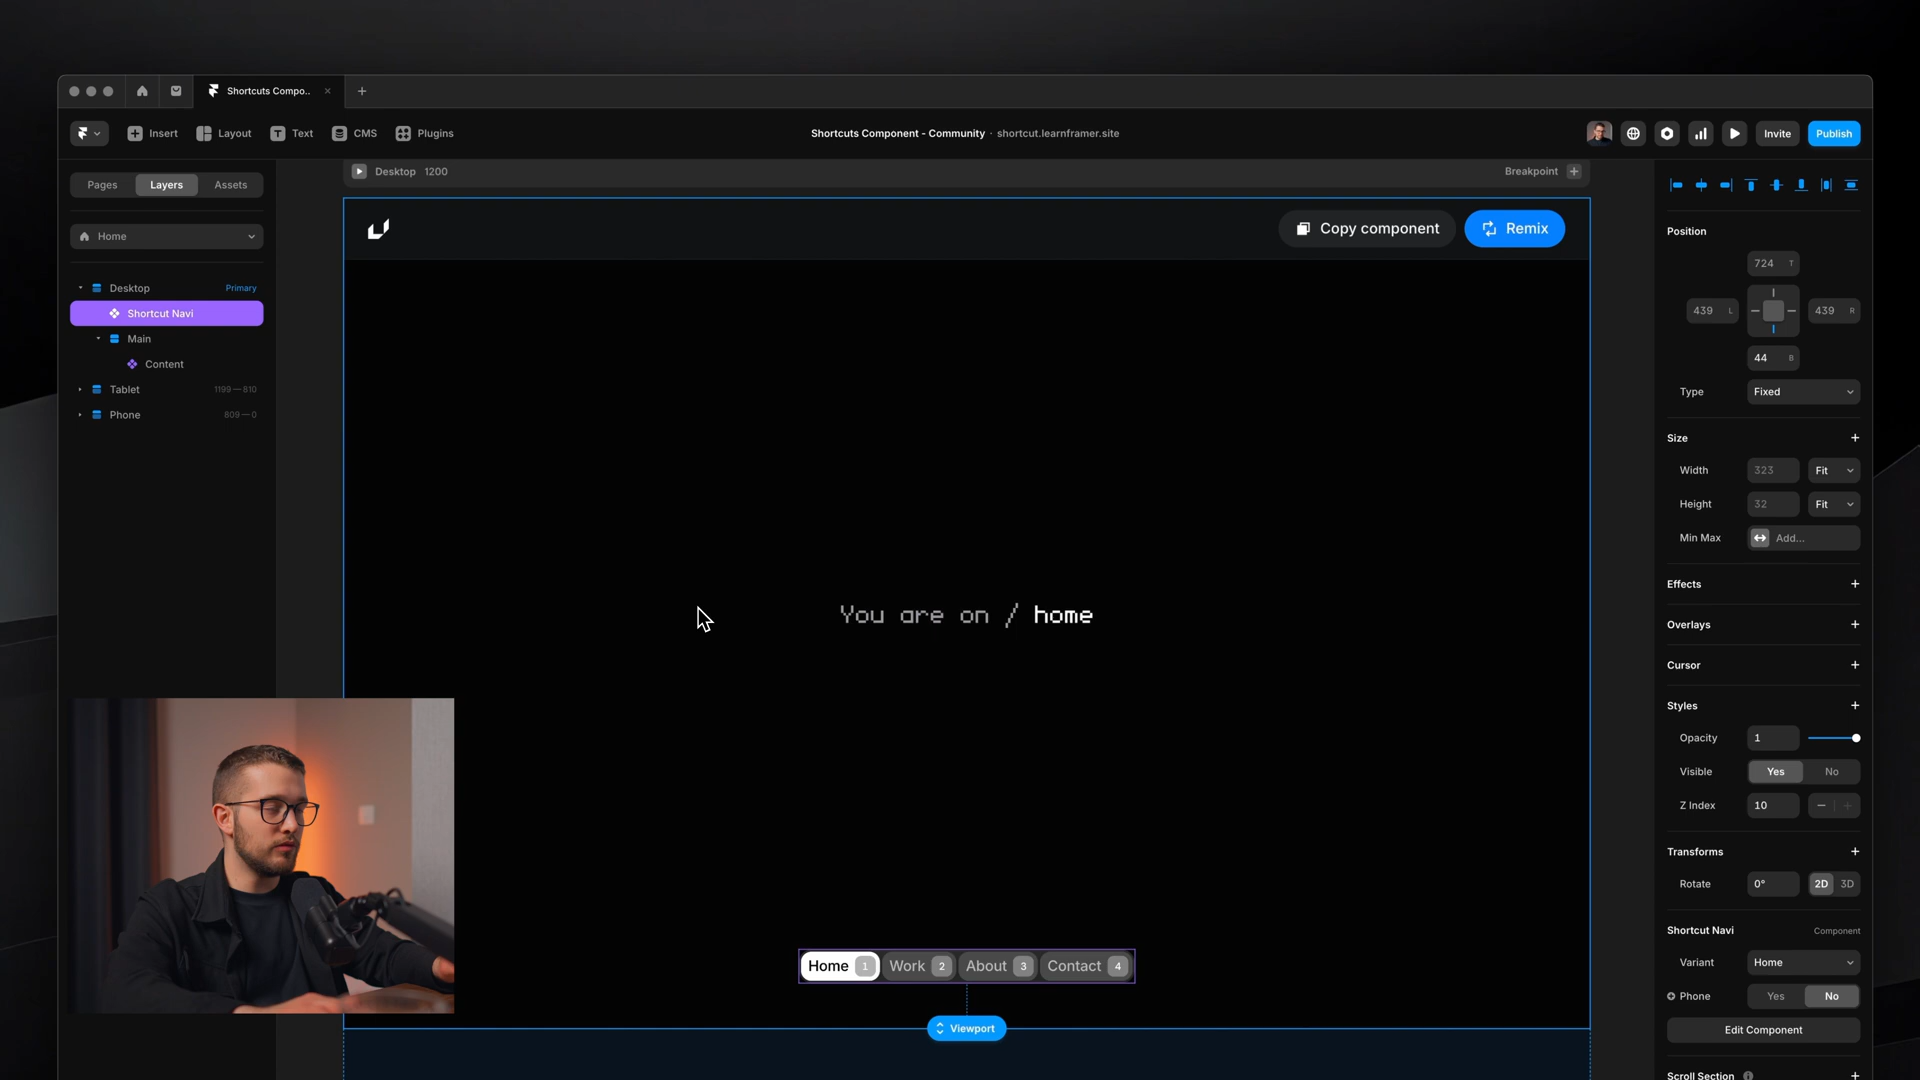 Shortcuts Compo..
Insert
Layout
Text
CMS
Plugins
Shortcuts Component - Community · shortcut.learnframer.site
Invite
Publish
Pages
Layers
Assets
Home
Desktop Primary
Shortcut Navi
Main
Content
Tablet 1199—810
Phone 809—0
Desktop 1200
Breakpoint
Copy component
Remix
You are on / home
Home 1
Work 2
About 3
Contact 4
Viewport
Position
724 T
439 L
439 R
44 B
Type Fixed
Size
Width 323 Fit
Height 32 Fit
Min Max Add...
Effects
Overlays
Cursor
Styles
Opacity 1
Visible Yes No
Z Index 10
Transforms
Rotate 0° 2D 3D
Shortcut Navi Component
Variant Home
Phone Yes No
Edit Component
Scroll Section